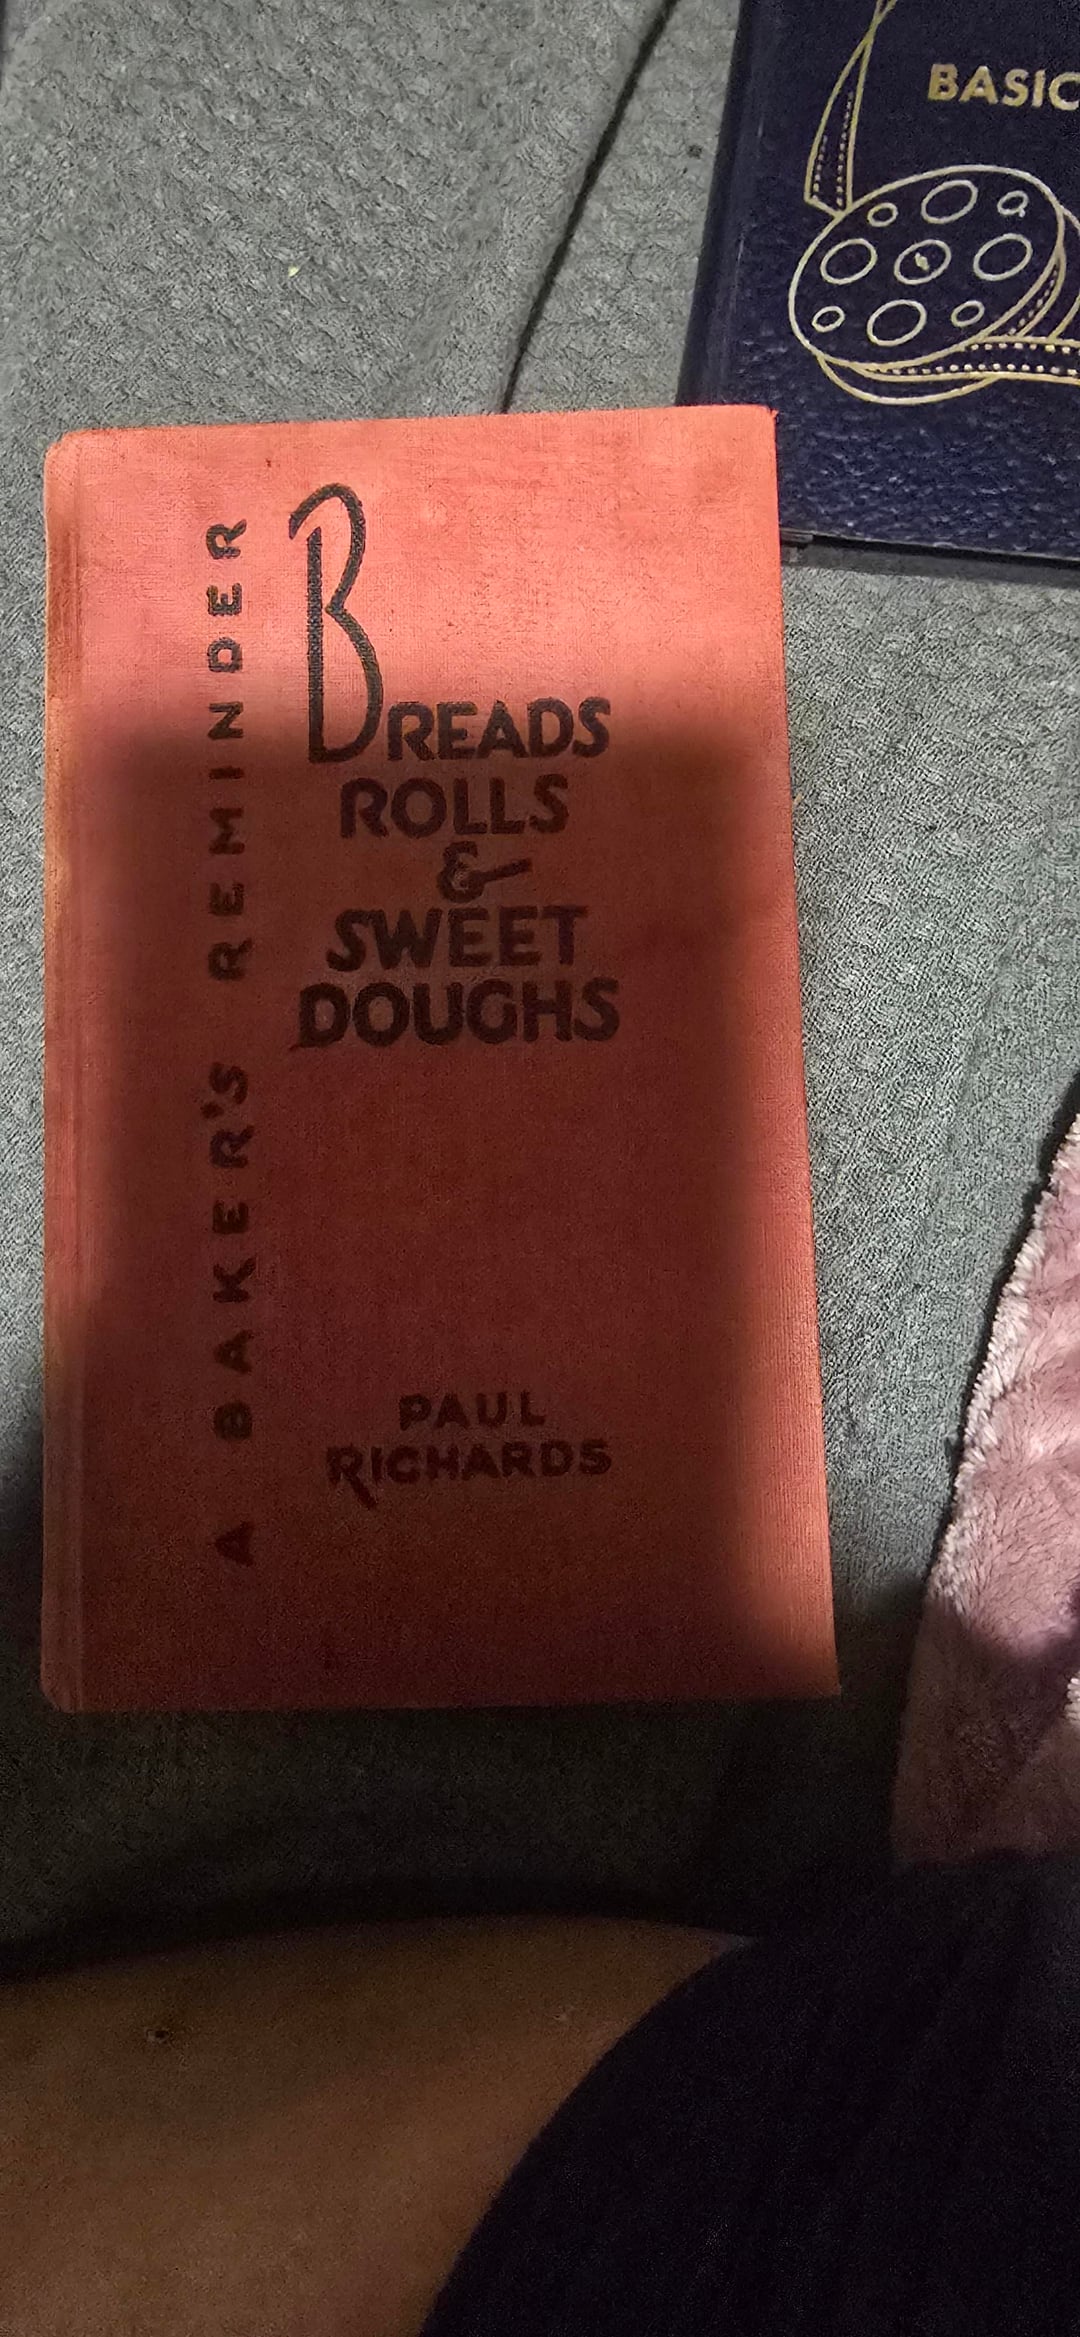 BASIC
A BAKER'S REMINDER
BREADS
ROLLS
&
SWEET
DOUGHS
PAUL
RICHARDS